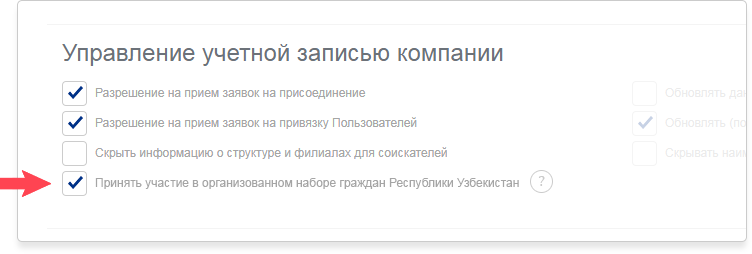 Управление учетной записью компании
Разрешение на прием заявок на присоединение
Обновлять
Разрешение на прием заявок на привязку Пользователей
Обновлять
Скрыть информацию о структуре и филиалах для соискателей
Скрывать
Принять участие в организованном наборе граждан Республики Узбекистан ?